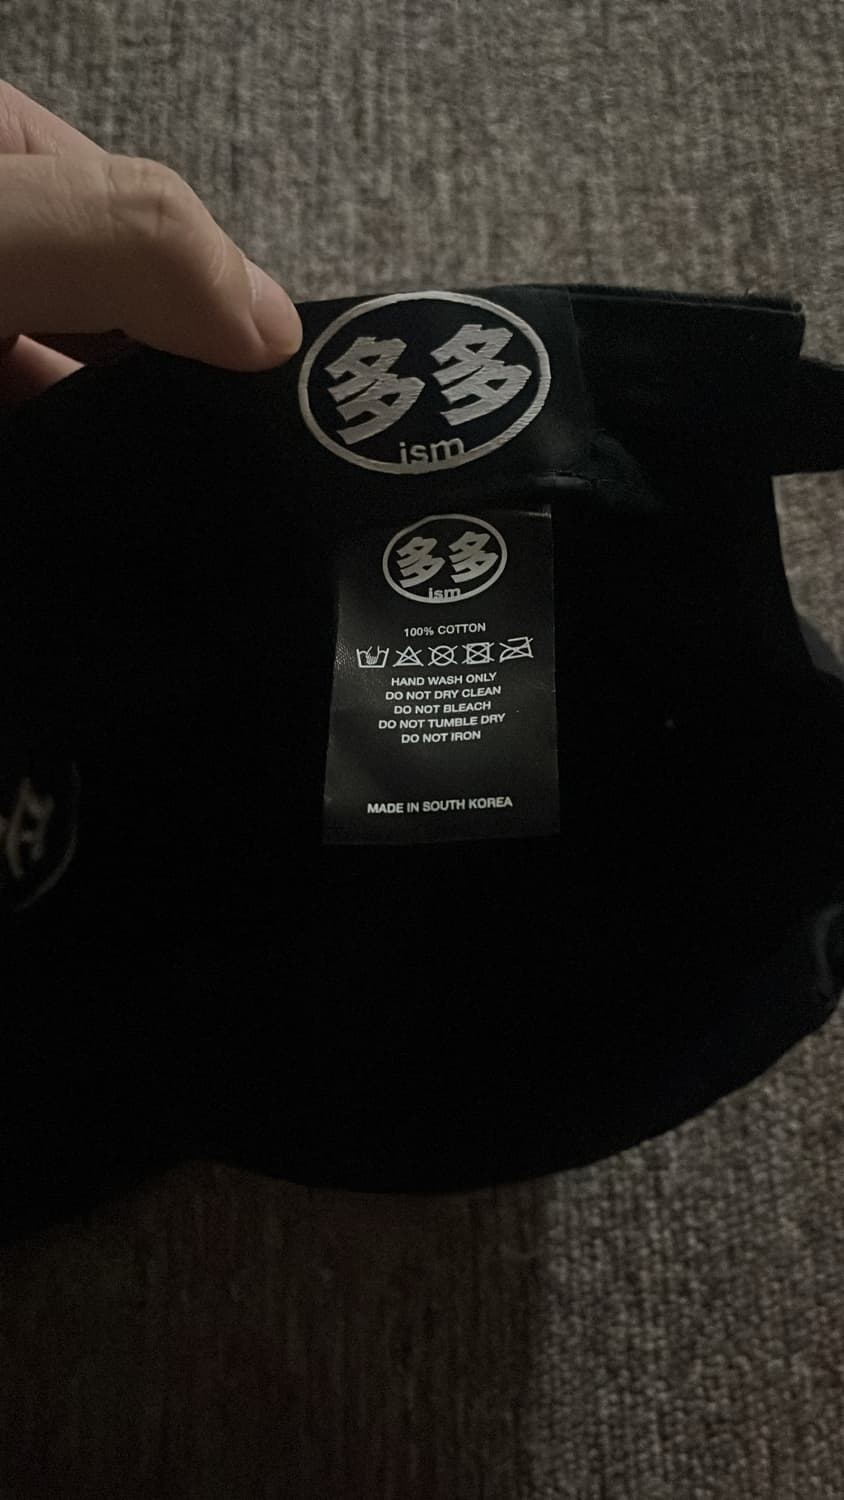 多多
ism
多多
ism
100% COTTON
HAND WASH ONLY
DO NOT DRY CLEAN
DO NOT BLEACH
DO NOT TUMBLE DRY
DO NOT IRON
MADE IN SOUTH KOREA